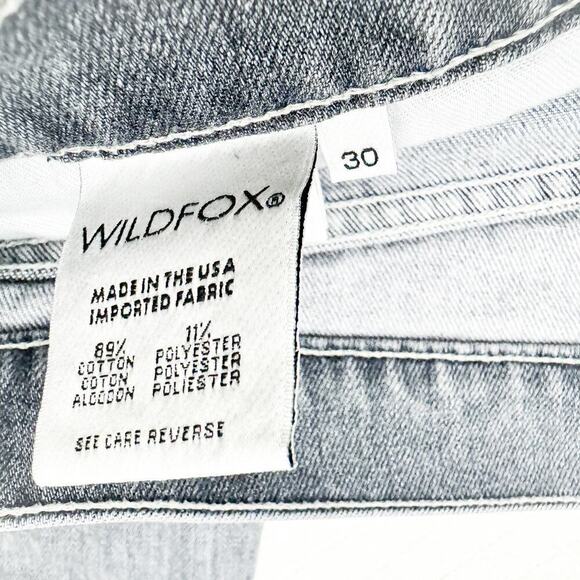 30
WILDFOX®
MADE IN THE USA
IMPORTED FABRIC
89% 11%
COTTON POLYESTER
COTON POLYESTER
ALGODON POLIESTER
SEE CARE REVERSE